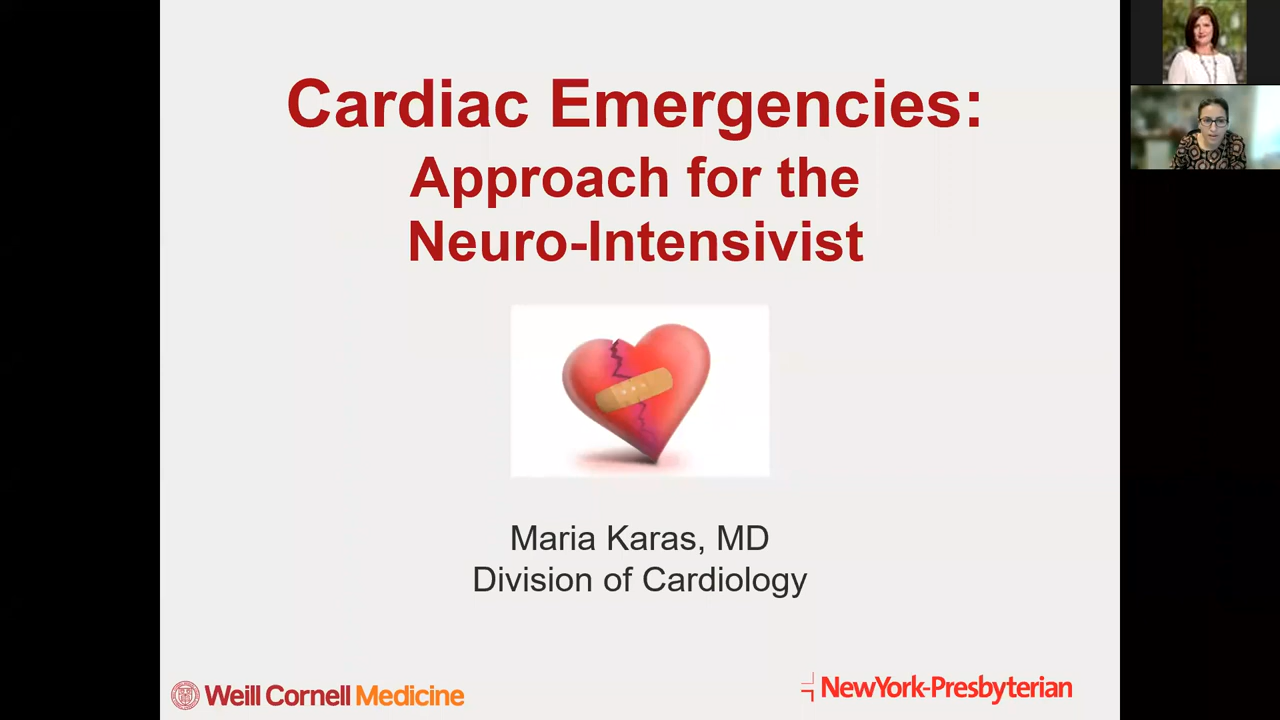 Cardiac Emergencies:
Approach for the
Neuro-Intensivist
Maria Karas, MD
Division of Cardiology
Weill Cornell Medicine
NewYork-Presbyterian